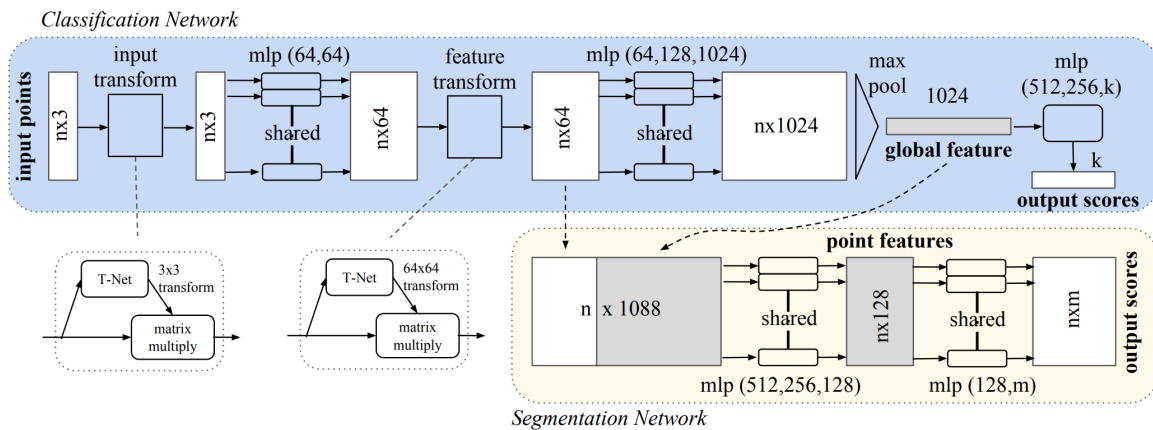 Classification Network
input points
nx3
input
transform
nx3
mlp (64,64)
shared
nx64
feature
transform
nx64
mlp (64,128,1024)
shared
nx1024
max
pool
1024
global feature
mlp
(512,256,k)
k
output scores
T-Net
3x3
transform
matrix
multiply
T-Net
64x64
transform
matrix
multiply
point features
n x 1088
shared
mlp (512,256,128)
nx128
shared
mlp (128,m)
nxm
output scores
Segmentation Network